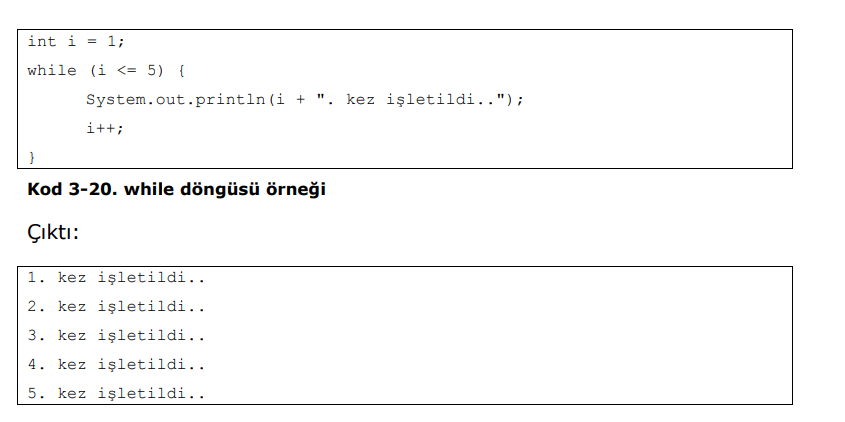 int i = 1;
while (i <= 5) {
System.out.println(i + ". kez işletildi..");
i++;
}
Kod 3-20. while döngüsü örneği
Çıktı:
1. kez işletildi..
2. kez işletildi..
3. kez işletildi..
4. kez işletildi..
5. kez işletildi..